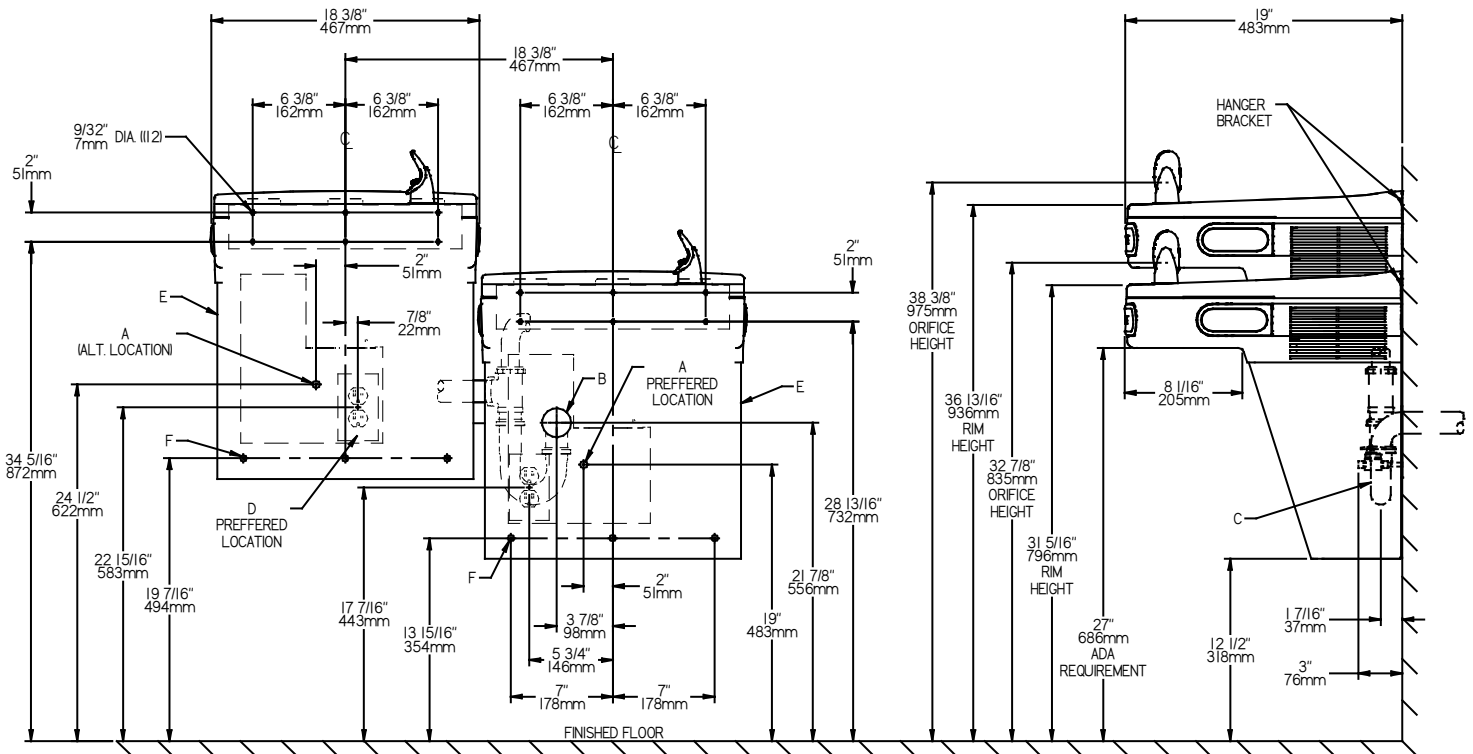 18 3/8"
467mm
18 3/8"
467mm
6 3/8"
162mm
6 3/8"
162mm
6 3/8"
162mm
6 3/8"
162mm
9/32"
7mm
DIA. (112)
2"
51mm
C
C
2"
51mm
E
7/8"
22mm
A
(ALT. LOCATION)
F
D
PREFFERED
LOCATION
34 5/16"
872mm
24 1/2"
622mm
22 15/16"
583mm
19 7/16"
494mm
2"
51mm
B
A
PREFFERED
LOCATION
E
F
17 7/16"
443mm
13 15/16"
354mm
2"
51mm
3 7/8"
98mm
5 3/4"
146mm
7"
178mm
7"
178mm
19"
483mm
21 7/8"
556mm
28 13/16"
732mm
FINISHED FLOOR
19"
483mm
HANGER
BRACKET
38 3/8"
975mm
ORIFICE
HEIGHT
36 13/16"
936mm
RIM
HEIGHT
32 7/8"
835mm
ORIFICE
HEIGHT
31 5/16"
796mm
RIM
HEIGHT
27"
686mm
ADA
REQUIREMENT
8 1/16"
205mm
C
12 1/2"
318mm
1 7/16"
37mm
3"
76mm